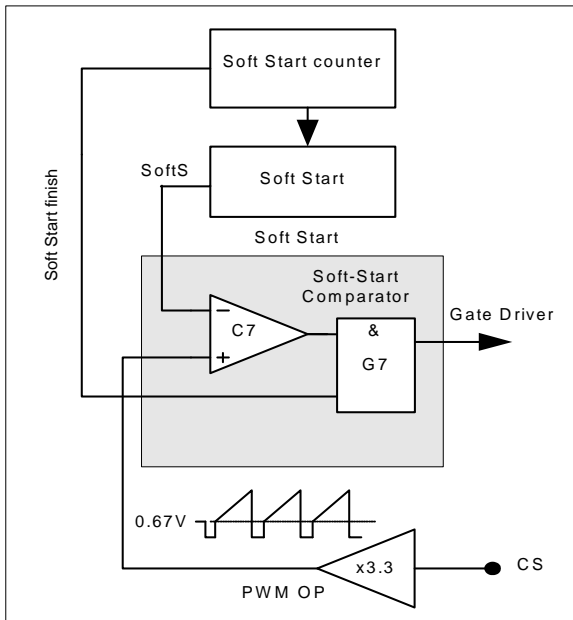 Soft Start counter
SoftS
Soft Start
Soft Start finish
Soft Start
Soft-Start
Comparator
Gate Driver
−
C7
+
&
G7
0.67V
x3.3
CS
PWM OP